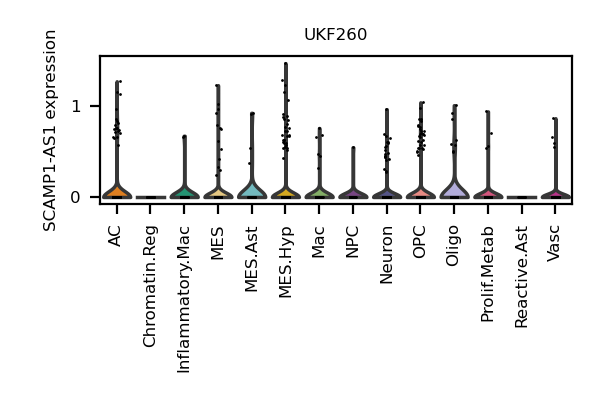 UKF260
SCAMP1-AS1 expression
1
0
AC
Chromatin.Reg
Inflammatory.Mac
MES
MES.Ast
MES.Hyp
Mac
NPC
Neuron
OPC
Oligo
Prolif.Metab
Reactive.Ast
Vasc